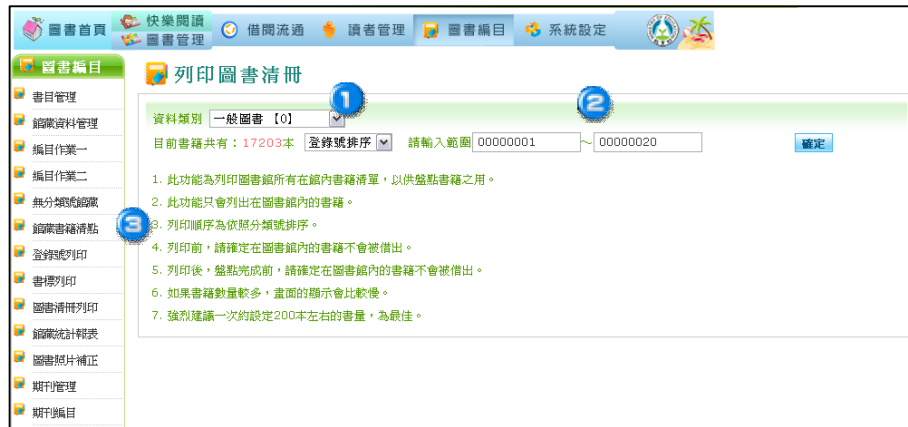 圖書首頁 快樂閱讀 圖書管理 借閱流通 讀者管理 圖書編目 系統設定
圖書編目
書目管理
館藏資料管理
編目作業一
編目作業二
無分類號館藏
館藏書籍清點
登錄號列印
書標列印
圖書清冊列印
館藏統計報表
圖書照片補正
期刊管理
期刊編目
列印圖書清冊
1 2
資料類別 一般圖書 【0】
目前書籍共有：17203本 登錄號排序 請輸入範圍 00000001 ～ 00000020 確定
1. 此功能為列印圖書館所有在館內書籍清單，以供盤點書籍之用。
2. 此功能只會列出在圖書館內的書籍。
3
3. 列印順序為依照分類號排序。
4. 列印前，請確定在圖書館內的書籍不會被借出。
5. 列印後，盤點完成前，請確定在圖書館內的書籍不會被借出。
6. 如果書籍數量較多，畫面的顯示會比較慢。
7. 強烈建議一次約設定200本左右的書量，為最佳。